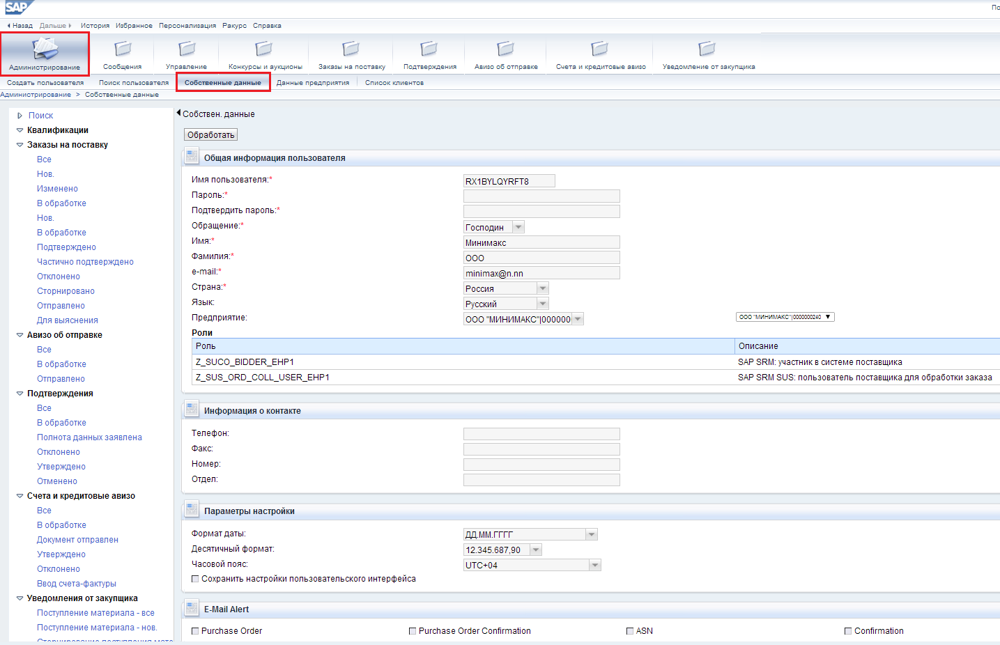 SAP
По
Назад Дальше История Избранное Персонализация Ракурс Справка
Администрирование Сообщения Управление Конкурсы и аукционы Заказы на поставку Подтверждения Авизо об отправке Счета и кредитовые авизо Уведомление от закупщика
Создать пользователя Поиск пользователя Собственные данные Данные предприятия Список клиентов
Администрирование > Собственные данные
Поиск
Квалификации
Заказы на поставку
Все
Нов.
Изменено
В обработке
Нов.
В обработке
Подтверждено
Частично подтверждено
Отклонено
Сторнировано
Отправлено
Для выяснения
Авизо об отправке
Все
В обработке
Отправлено
Подтверждения
Все
В обработке
Полнота данных заявлена
Отклонено
Утверждено
Отменено
Счета и кредитовые авизо
Все
В обработке
Документ отправлен
Утверждено
Отклонено
Ввод счета-фактуры
Уведомления от закупщика
Поступление материала - все
Поступление материала - нов.
Сторнирование поступления мате
Собствен. данные
Обработать
Общая информация пользователя
Имя пользователя:* RX1BYLQYRFT8
Пароль:*
Подтвердить пароль:*
Обращение:* Господин
Имя:* Минимакс
Фамилия:* ООО
e-mail:* minimax@n.nn
Страна:* Россия
Язык: Русский
Предприятие: ООО "МИНИМАКС"|000000 ООО "МИНИМАКС"|0000000240
Роли
Роль Описание
Z_SUCO_BIDDER_EHP1 SAP SRM: участник в системе поставщика
Z_SUS_ORD_COLL_USER_EHP1 SAP SRM SUS: пользователь поставщика для обработки заказа
Информация о контакте
Телефон:
Факс:
Номер:
Отдел:
Параметры настройки
Формат даты: ДД.ММ.ГГГГ
Десятичный формат: 12.345.687,90
Часовой пояс: UTC+04
Сохранить настройки пользовательского интерфейса
E-Mail Alert
Purchase Order Purchase Order Confirmation ASN Confirmation